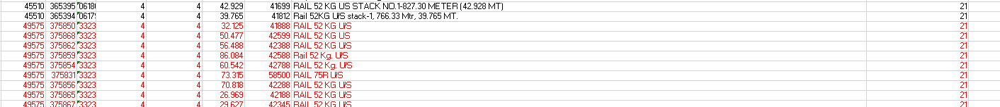 45510 365395 0618 4 4 42.929 41699 RAIL 52 KG US STACK NO.1-827.30 METER (42.928 MT) 21
45510 365394 0617 4 4 39.765 41812 Rail 52KG U/S stack-1, 766.33 Mtr, 39.765 MT. 21
49575 375850 3323 4 4 32.125 41888 RAIL 52 KG U/S 21
49575 375868 3323 4 4 50.477 42599 RAIL 52 KG US 21
49575 375862 3323 4 4 56.488 42388 RAIL 52 KG U/S 21
49575 375859 3323 4 4 86.084 42588 Rail 52 Kg. U/S 21
49575 375854 3323 4 4 60.542 42788 RAIL 52 Kg. U/S 21
49575 375831 3323 4 4 73.315 58500 RAIL 75R U/S 21
49575 375856 3323 4 4 70.818 42288 RAIL 52 KG U/S 21
49575 375865 3323 4 4 26.969 42188 RAIL 52 KG U/S 21
49575 375867 3323 4 4 29.627 42345 RAIL 52 KG U/S 21